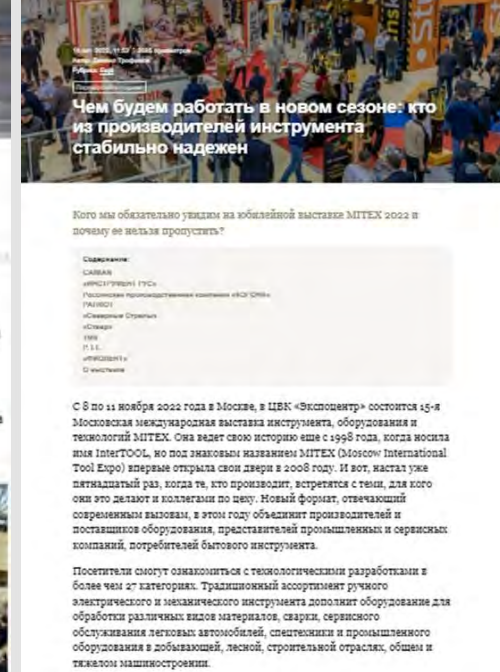 Чем будем работать в новом сезоне: кто
из производителей инструмента
стабильно надежен
Кого мы обязательно увидим на юбилейной выставке MITEX 2022 и
почему ее нельзя пропустить?
Содержание:
CAIMAN
«ИНСТРУМЕНТ РУС»
Российская производственная компания
«Северные Стрелы»
«Ставр»
«ФИОЛЕНТ»
О выставке
С 8 по 11 ноября 2022 года в Москве, в ЦВК «Экспоцентр» состоится 15-я
Московская международная выставка инструмента, оборудования и
технологий MITEX. Она ведет свою историю еще с 1998 года, когда носила
имя InterTOOL, но под знаковым названием MITEX (Moscow International
Tool Expo) впервые открыла свои двери в 2008 году. И вот, настал уже
пятнадцатый раз, когда те, кто производит, встретятся с теми, для кого
они это делают и коллегами по цеху. Новый формат, отвечающий
современным вызовам, в этом году объединит производителей и
поставщиков оборудования, представителей промышленных и сервисных
компаний, потребителей бытового инструмента.
Посетители смогут ознакомиться с технологическими разработками в
более чем 27 категориях. Традиционный ассортимент ручного
электрического и механического инструмента дополнит оборудование для
обработки различных видов материалов, сварки, сервисного
обслуживания легковых автомобилей, спецтехники и промышленного
оборудования в добывающей, лесной, строительной отраслях, общем и
тяжелом машиностроении.